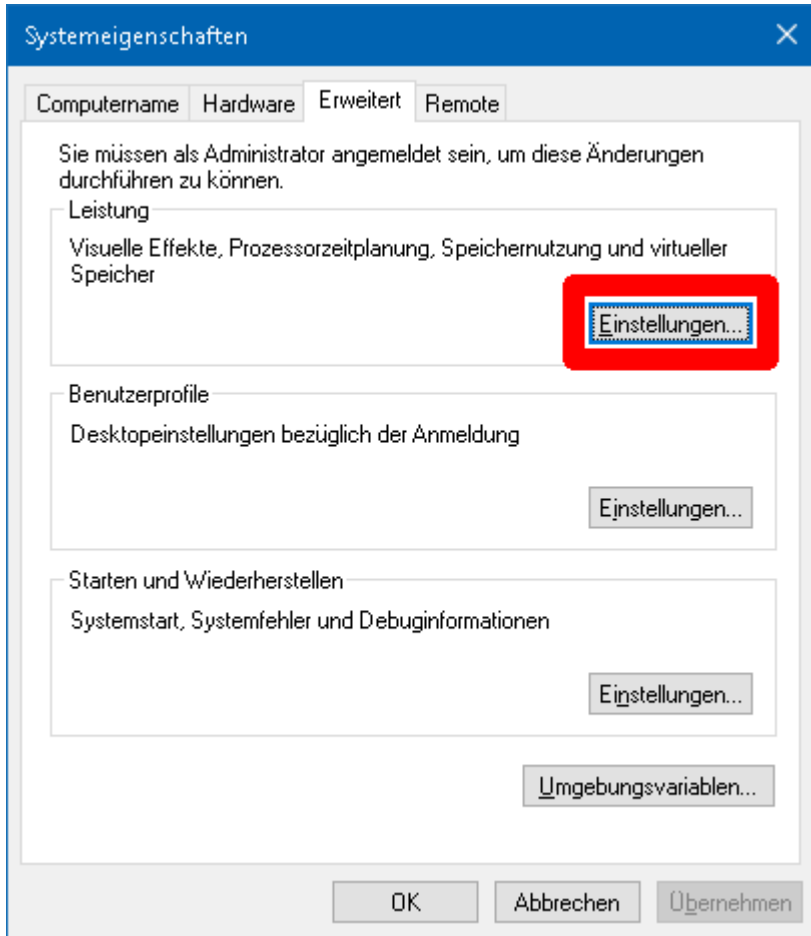 Systemeigenschaften
Computername Hardware Erweitert Remote
Sie müssen als Administrator angemeldet sein, um diese Änderungen
durchführen zu können.
Leistung
Visuelle Effekte, Prozessorzeitplanung, Speichernutzung und virtueller
Speicher
Einstellungen...
Benutzerprofile
Desktopeinstellungen bezüglich der Anmeldung
Einstellungen...
Starten und Wiederherstellen
Systemstart, Systemfehler und Debuginformationen
Einstellungen...
Umgebungsvariablen...
OK Abbrechen Übernehmen